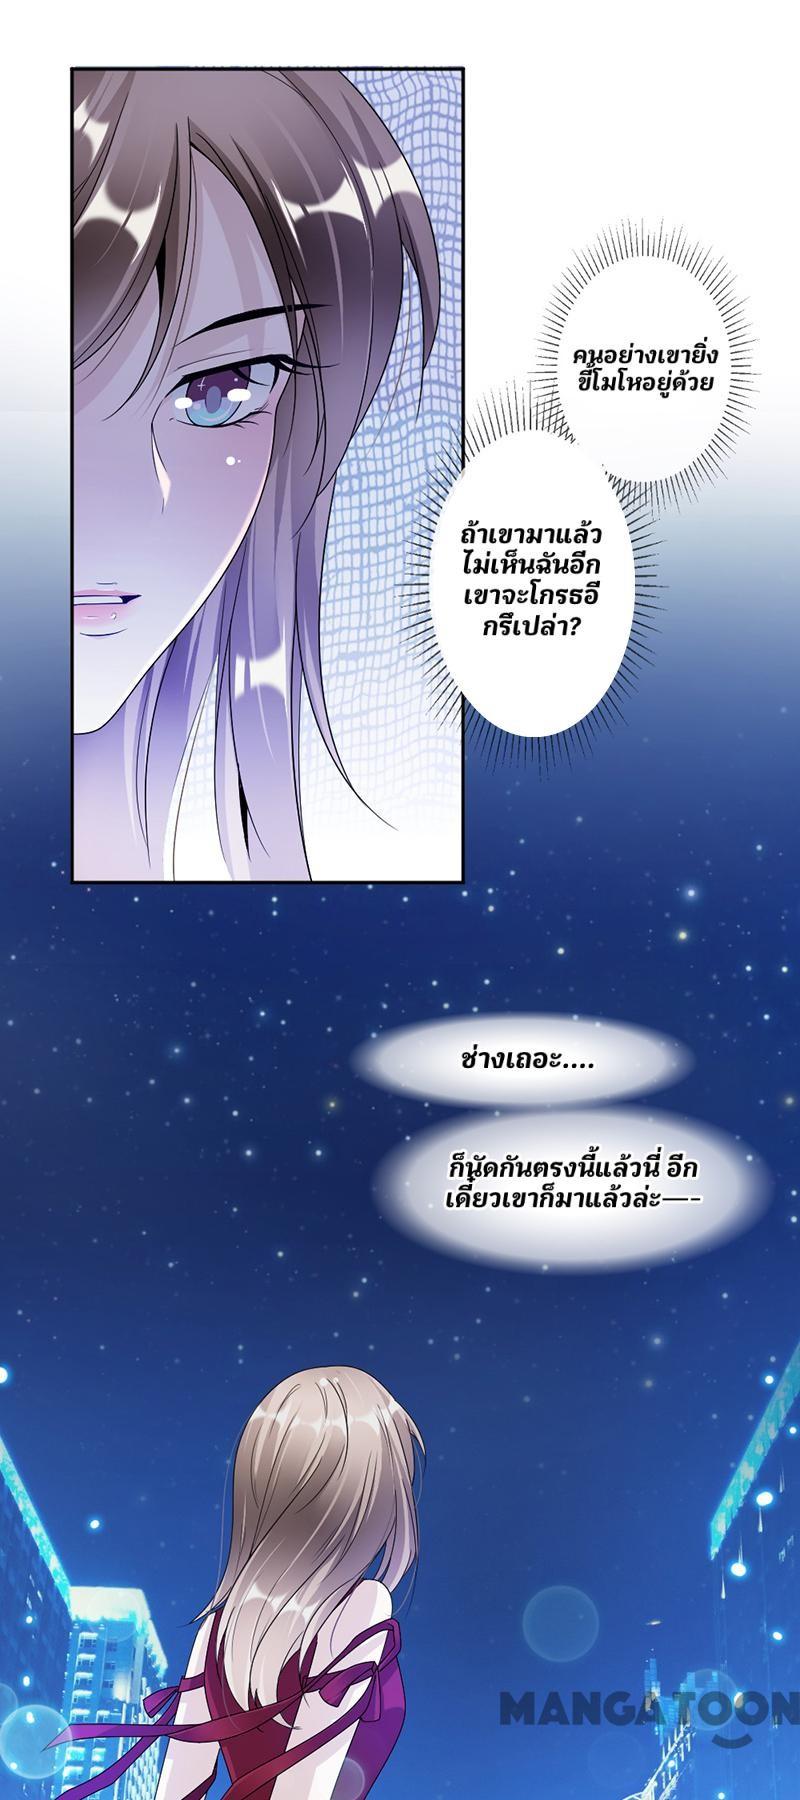 คนอย่างเขายิ่ง
ขี้โมโหอยู่ด้วย
ถ้าเขามาแล้ว
ไม่เห็นฉันอีก
เขาจะโกรธอี
กรึเปล่า?
ช่างเถอะ....
ก็นัดกันตรงนี้แล้วนี่ อีก
เดี๋ยวเขาก็มาแล้วล่ะ—-
MANGATOON